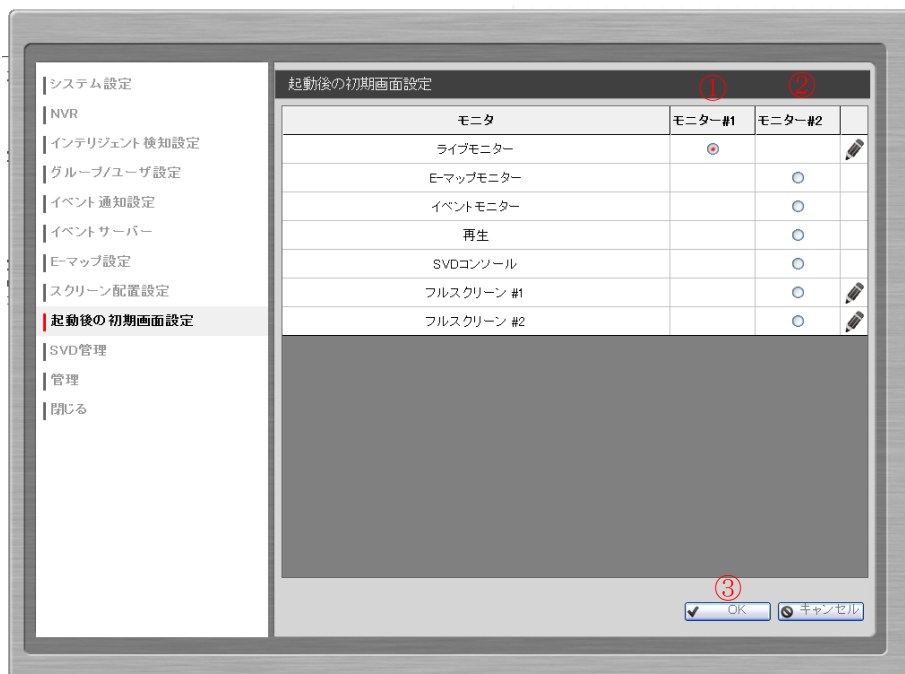 システム設定
NVR
インテリジェント検知設定
グループ/ユーザ設定
イベント通知設定
イベントサーバー
E-マップ設定
スクリーン配置設定
起動後の初期画面設定
SVD管理
管理
閉じる
起動後の初期画面設定
① ②
モニタ モニター#1 モニター#2
ライブモニター
E-マップモニター
イベントモニター
再生
SVDコンソール
フルスクリーン #1
フルスクリーン #2
③
OK キャンセル